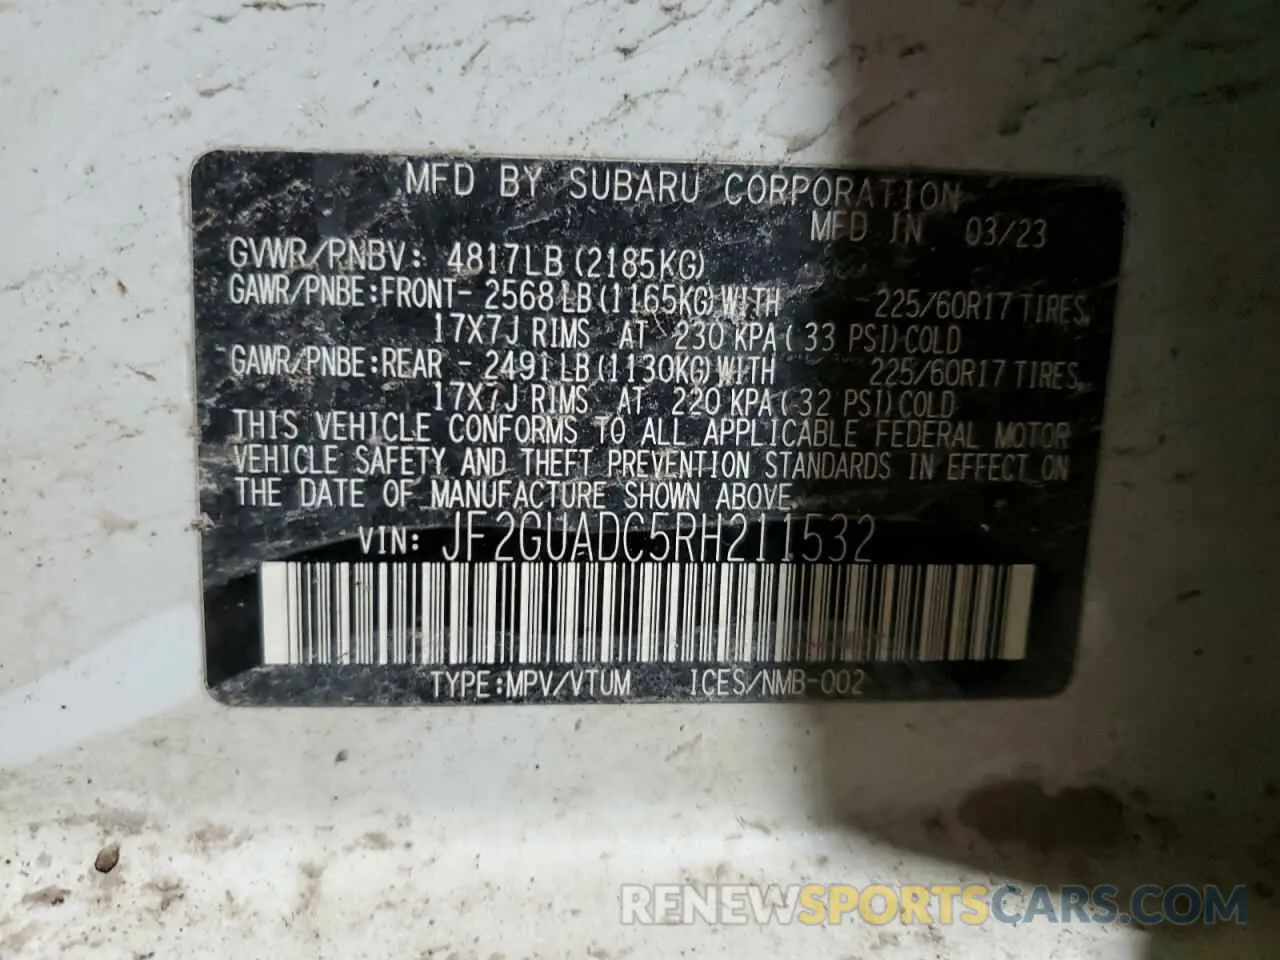 MFD BY SUBARU CORPORATION
MFD IN 03/23
GVWR/PNBV: 4817LB (2185KG)
GAWR/PNBE:FRONT- 2568LB(1165KG)WITH -225/60R17 TIRES,
17X7J RIMS AT 230 KPA( 33 PSI)COLD
GAWR/PNBE:REAR - 2491LB(1130KG)WITH 225/60R17 TIRES,
17X7J RIMS AT 220 KPA( 32 PSI)COLD
THIS VEHICLE CONFORMS TO ALL APPLICABLE FEDERAL MOTOR
VEHICLE SAFETY AND THEFT PREVENTION STANDARDS IN EFFECT ON
THE DATE OF MANUFACTURE SHOWN ABOVE.
VIN: JF2GUADC5RH211532
TYPE:MPV/VTUM ICES/NMB-002
RENEWSPORTSCARS.COM